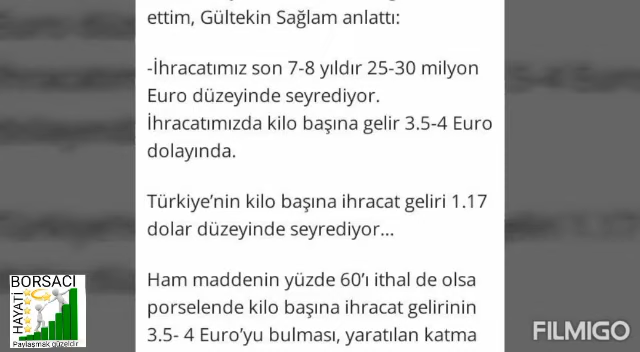 ettim, Gültekin Sağlam anlattı:
-İhracatımız son 7-8 yıldır 25-30 milyon
Euro düzeyinde seyrediyor.
İhracatımızda kilo başına gelir 3.5-4 Euro
dolayında.
Türkiye’nin kilo başına ihracat geliri 1.17
dolar düzeyinde seyrediyor...
Ham maddenin yüzde 60’ı ithal de olsa
porselende kilo başına ihracat gelirinin
3.5- 4 Euro’yu bulması, yaratılan katma
BORSACI
HAYATİ
Paylaşmak güzeldir
FILMIGO